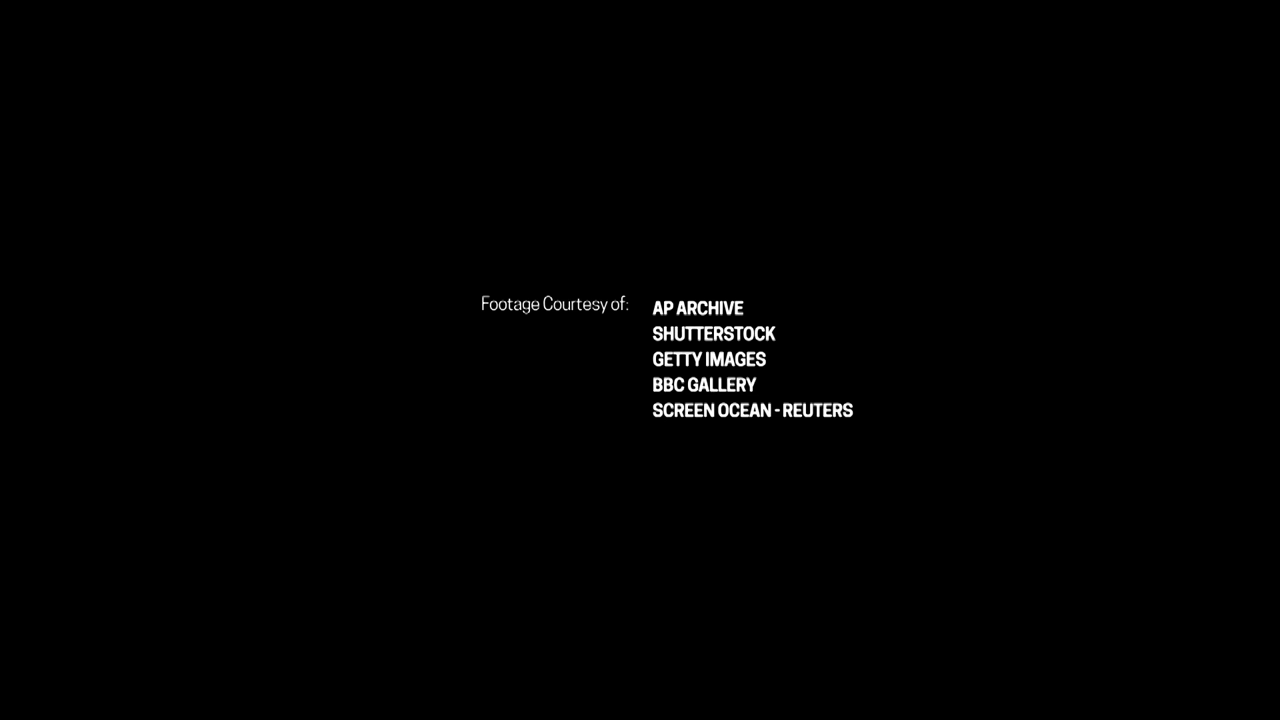 Footage Courtesy of: AP ARCHIVE
SHUTTERSTOCK
GETTY IMAGES
BBC GALLERY
SCREEN OCEAN - REUTERS